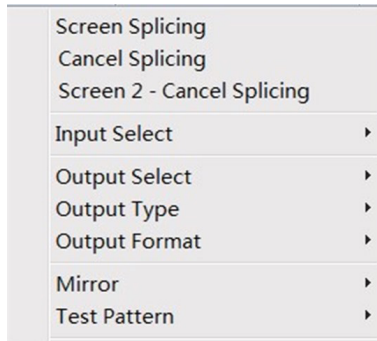 Screen Splicing
Cancel Splicing
Screen 2 - Cancel Splicing
Input Select
Output Select
Output Type
Output Format
Mirror
Test Pattern